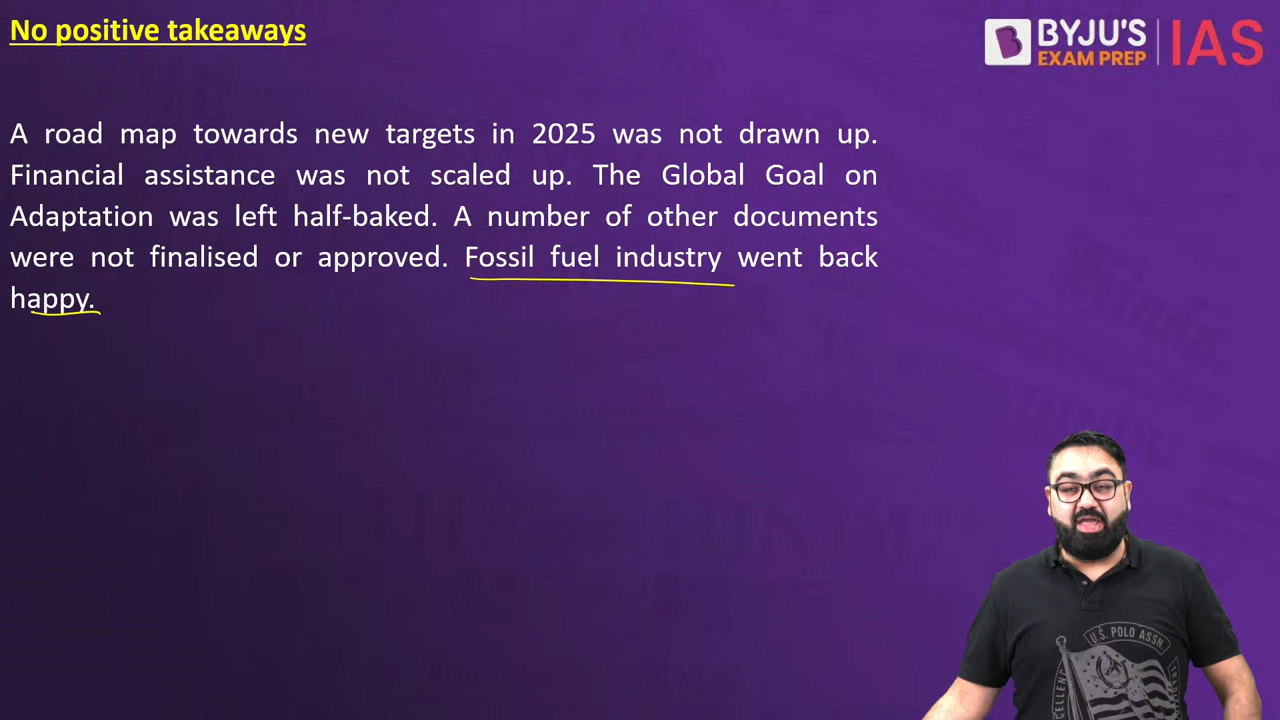 No positive takeaways
BYJU'S
EXAM PREP
IAS
A road map towards new targets in 2025 was not drawn up.
Financial assistance was not scaled up. The Global Goal on
Adaptation was left half-baked. A number of other documents
were not finalised or approved. Fossil fuel industry went back
happy.
U.S. POLO ASSN.